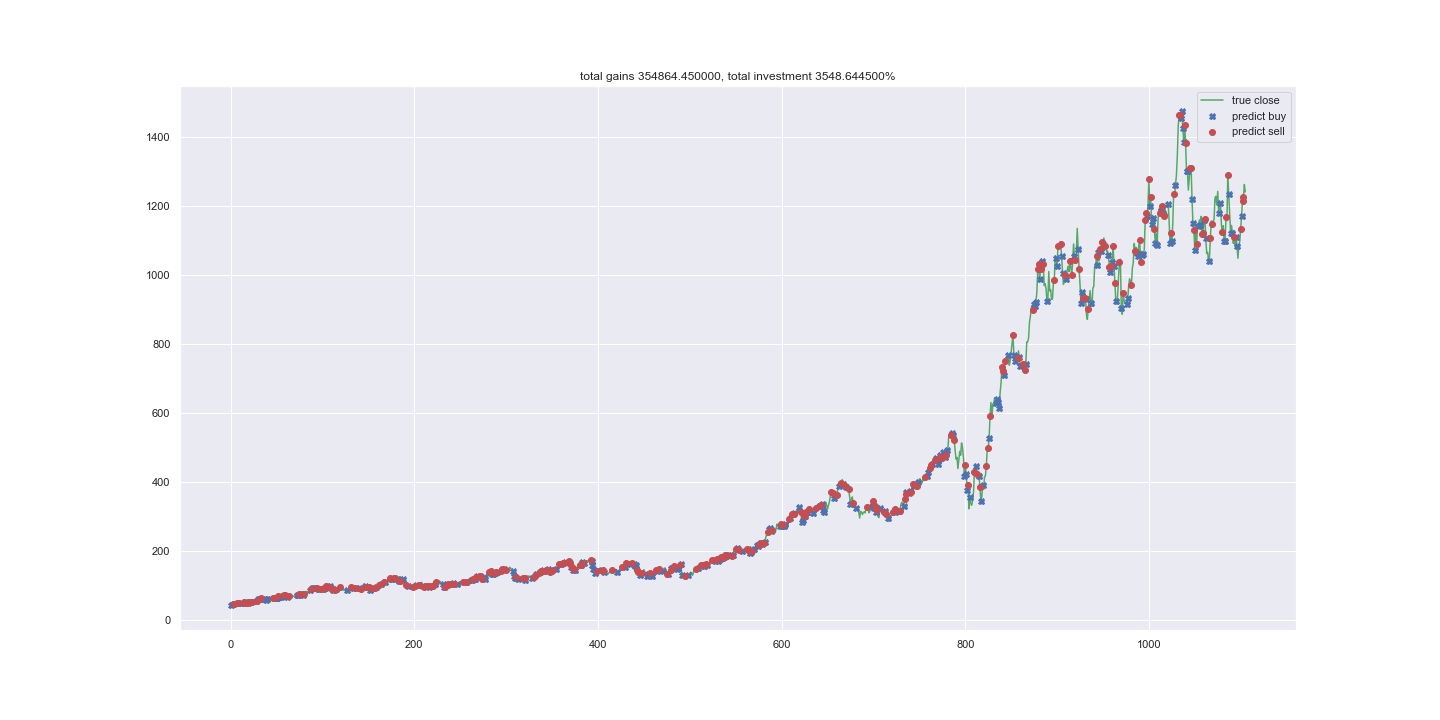 total gains 354864.450000, total investment 3548.644500%
true close
predict buy
predict sell
1400
1200
1000
800
600
400
200
0
0 200 400 600 800 1000